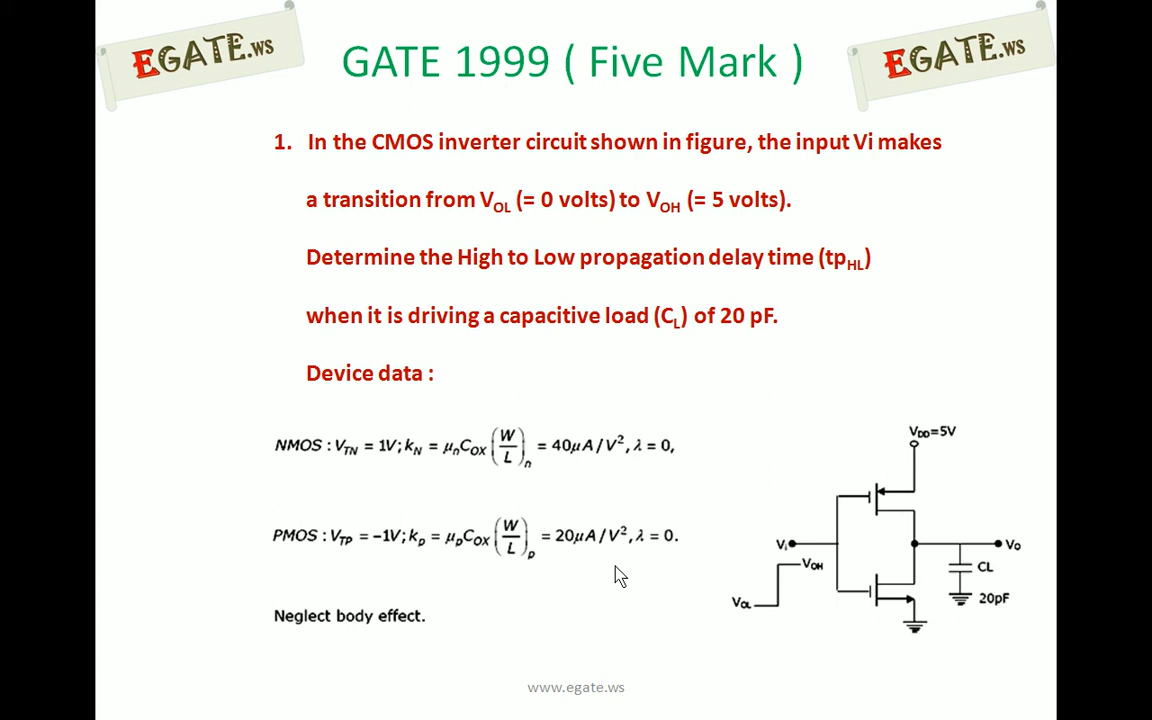 EGATE.ws
GATE 1999 ( Five Mark )
EGATE.ws
1. In the CMOS inverter circuit shown in figure, the input Vi makes
a transition from VOL (= 0 volts) to VOH (= 5 volts).
Determine the High to Low propagation delay time (tpHL)
when it is driving a capacitive load (CL) of 20 pF.
Device data :
NMOS : VTN = 1V; kN = μnCOX (W/L)n = 40μA/V², λ = 0,
PMOS : VTP = −1V; kp = μpCOX (W/L)p = 20μA/V², λ = 0.
Neglect body effect.
VDD=5V
Vi
VOH
VOL
Vo
CL
20pF
www.egate.ws